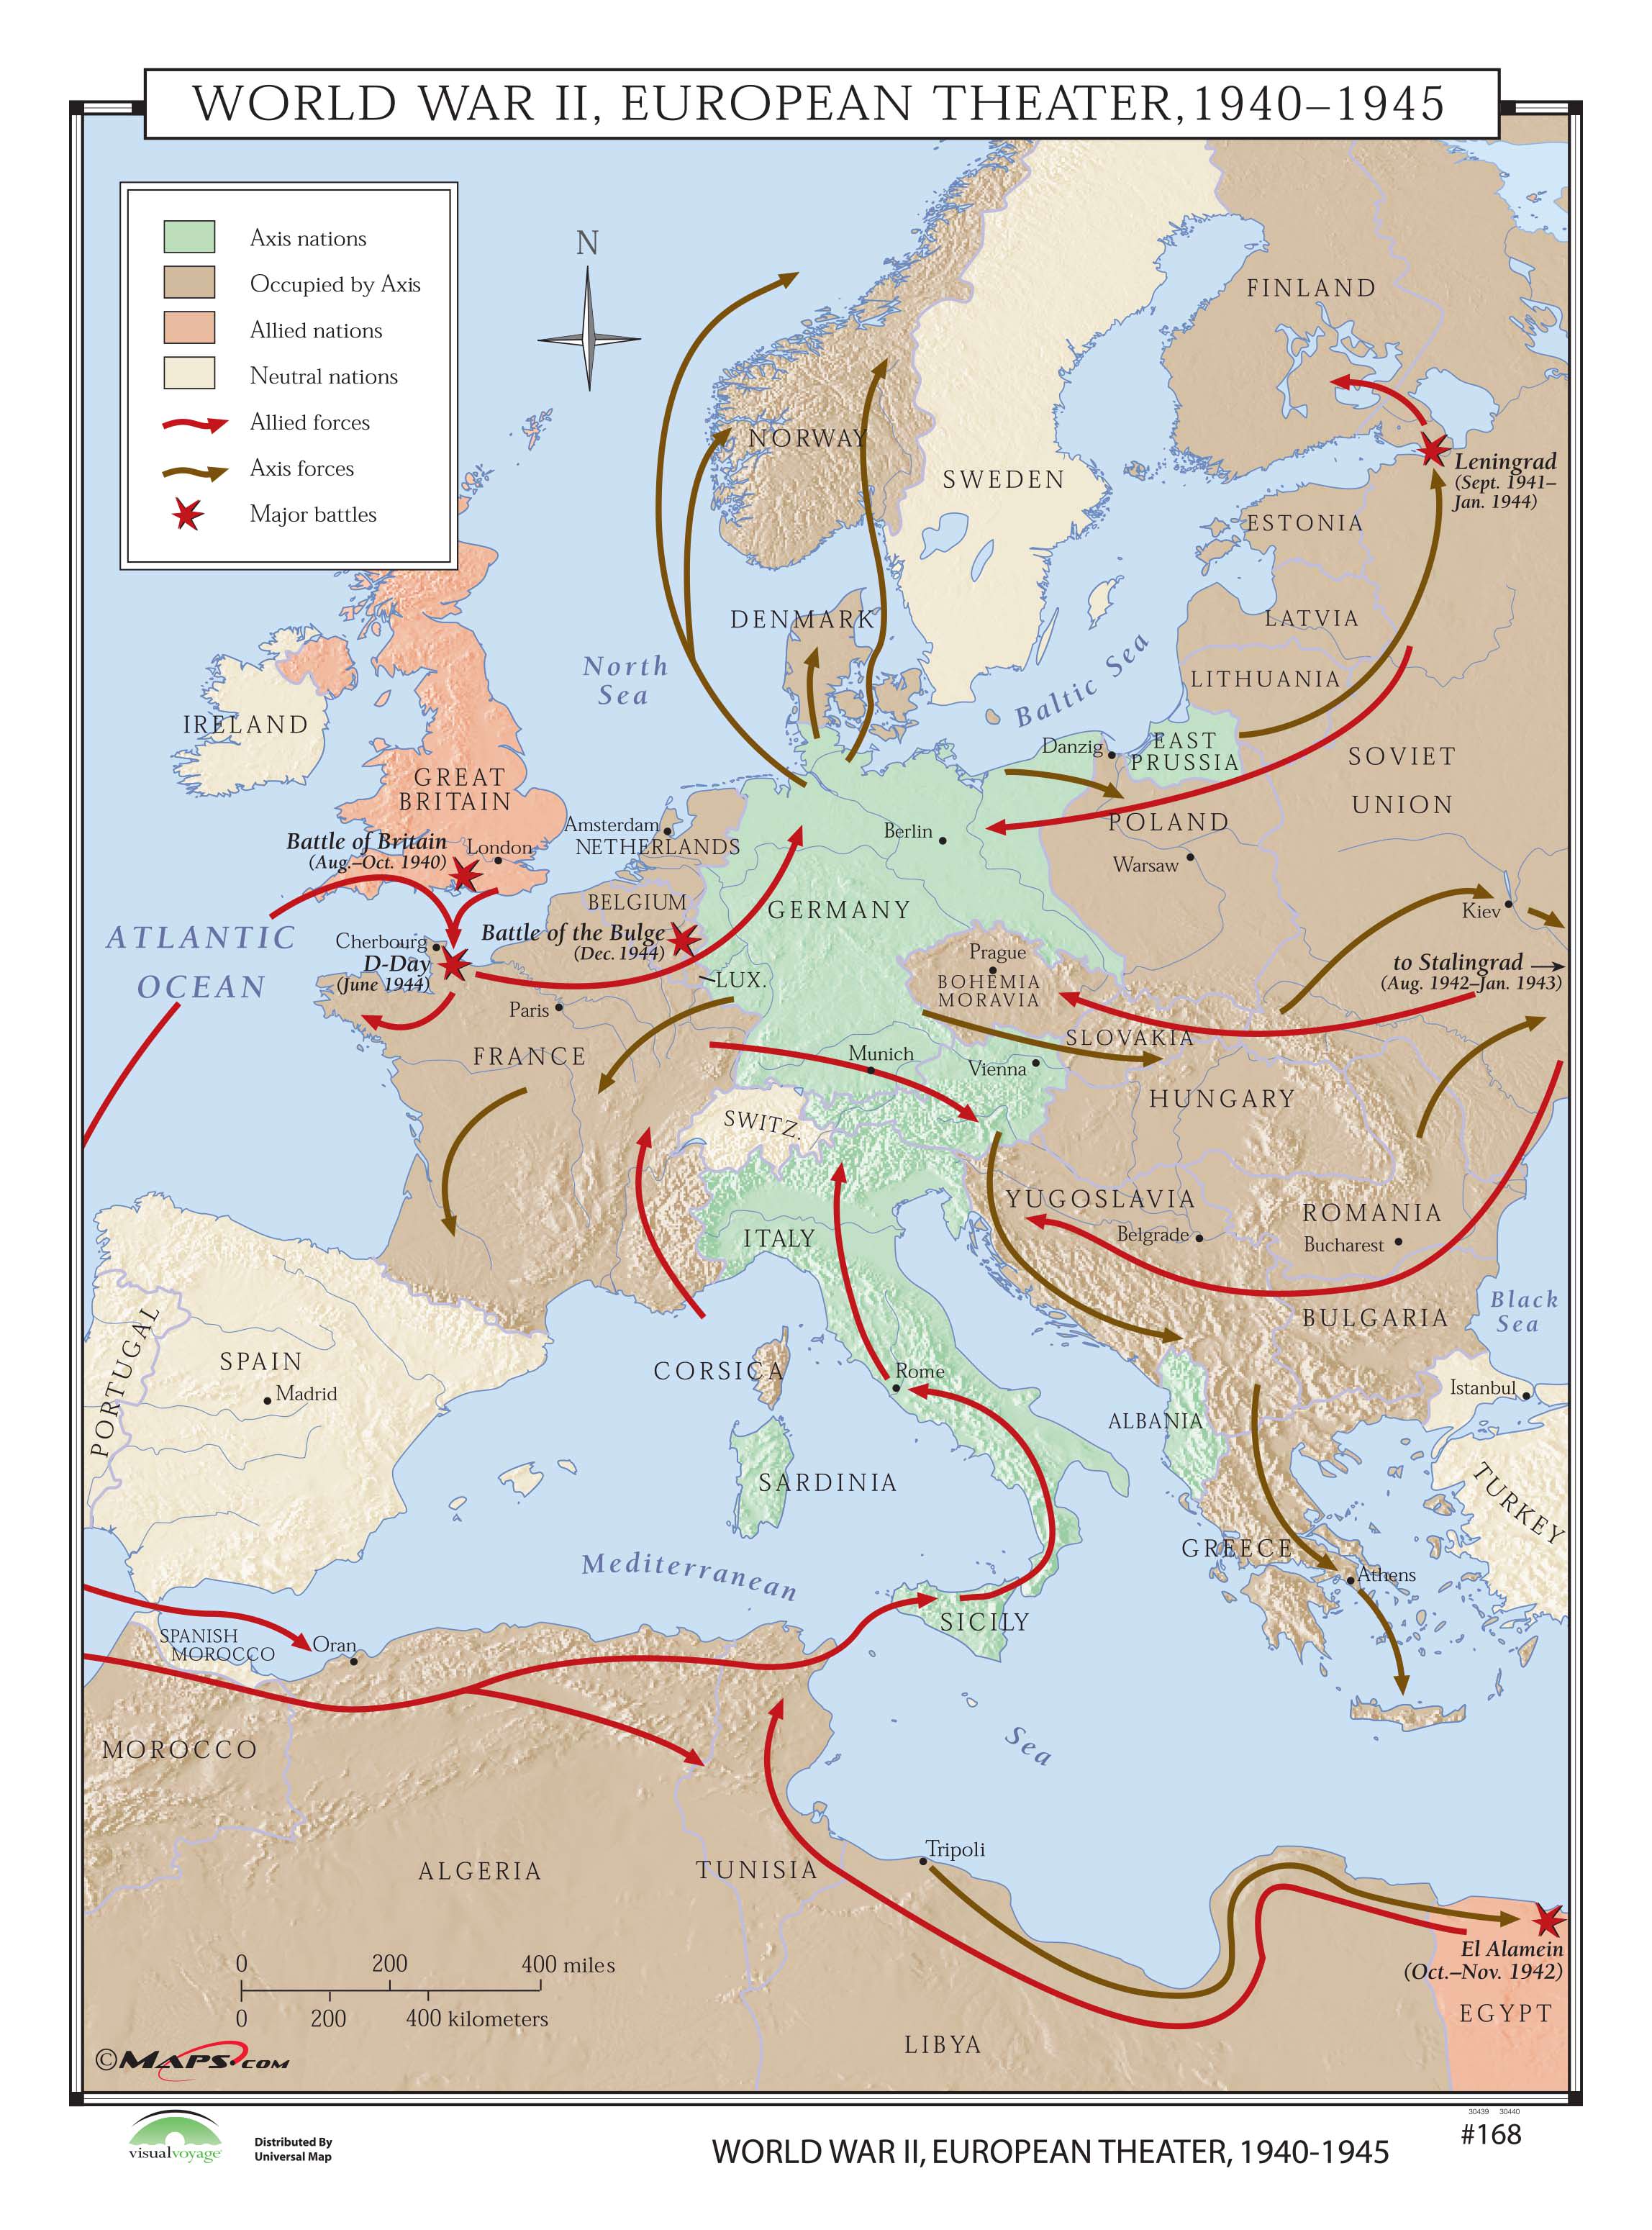 WORLD WAR II, EUROPEAN THEATER, 1940–1945
Axis nations
Occupied by Axis
Allied nations
Neutral nations
Allied forces
Axis forces
Major battles
N
FINLAND
NORWAY
SWEDEN
Leningrad
(Sept. 1941–
Jan. 1944)
ESTONIA
LATVIA
LITHUANIA
DENMARK
North
Sea
Baltic Sea
IRELAND
GREAT
BRITAIN
Danzig
EAST
PRUSSIA
SOVIET
UNION
Amsterdam
NETHERLANDS
Berlin
POLAND
Warsaw
Battle of Britain
(Aug.–Oct. 1940)
London
BELGIUM
GERMANY
Kiev
ATLANTIC
OCEAN
Cherbourg
D-Day
(June 1944)
Battle of the Bulge
(Dec. 1944)
LUX.
Prague
BOHEMIA
MORAVIA
to Stalingrad
(Aug. 1942–Jan. 1943)
Paris
FRANCE
Munich
Vienna
SLOVAKIA
HUNGARY
SWITZ.
YUGOSLAVIA
Belgrade
ROMANIA
Bucharest
ITALY
BULGARIA
Black
Sea
PORTUGAL
SPAIN
Madrid
CORSICA
Rome
Istanbul
ALBANIA
SARDINIA
TURKEY
GREECE
Athens
Mediterranean
Sea
SICILY
SPANISH
MOROCCO
Oran
MOROCCO
ALGERIA
TUNISIA
Tripoli
El Alamein
(Oct.–Nov. 1942)
EGYPT
LIBYA
0 200 400 miles
0 200 400 kilometers
©MAPS.COM
visualvoyage
Distributed By
Universal Map
WORLD WAR II, EUROPEAN THEATER, 1940-1945
30439 30440
#168